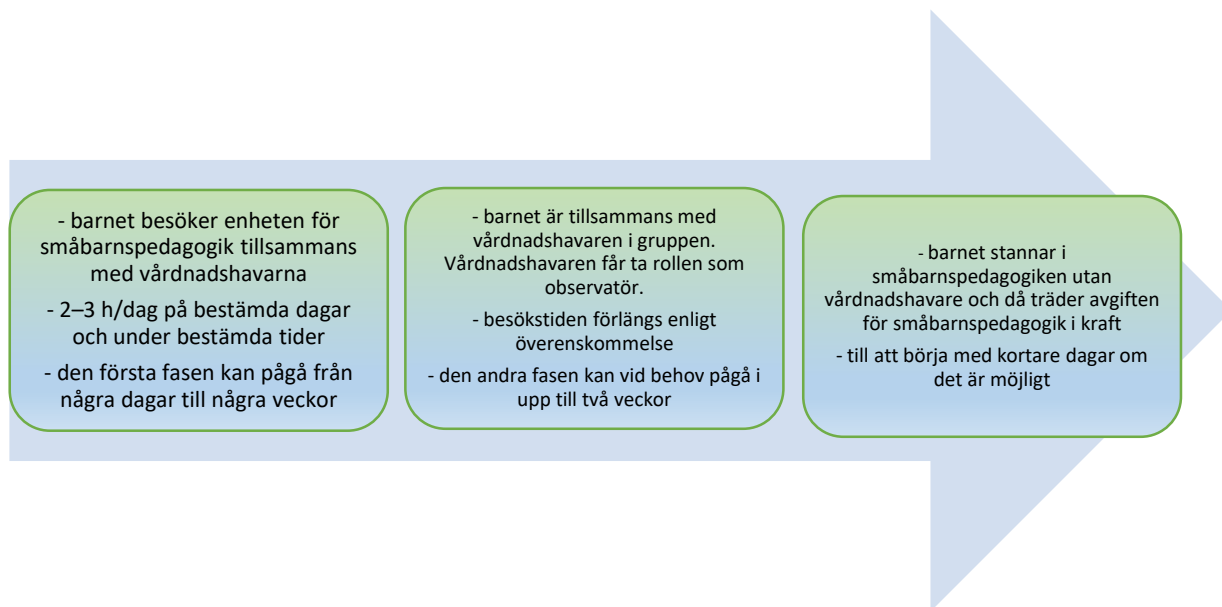 - barnet besöker enheten för
småbarnspedagogik tillsammans
med vårdnadshavarna
- 2–3 h/dag på bestämda dagar
och under bestämda tider
- den första fasen kan pågå från
några dagar till några veckor
- barnet är tillsammans med
vårdnadshavaren i gruppen.
Vårdnadshavaren får ta rollen som
observatör.
- besökstiden förlängs enligt
överenskommelse
- den andra fasen kan vid behov pågå i
upp till två veckor
- barnet stannar i
småbarnspedagogiken utan
vårdnadshavare och då träder avgiften
för småbarnspedagogik i kraft
- till att börja med kortare dagar om
det är möjligt